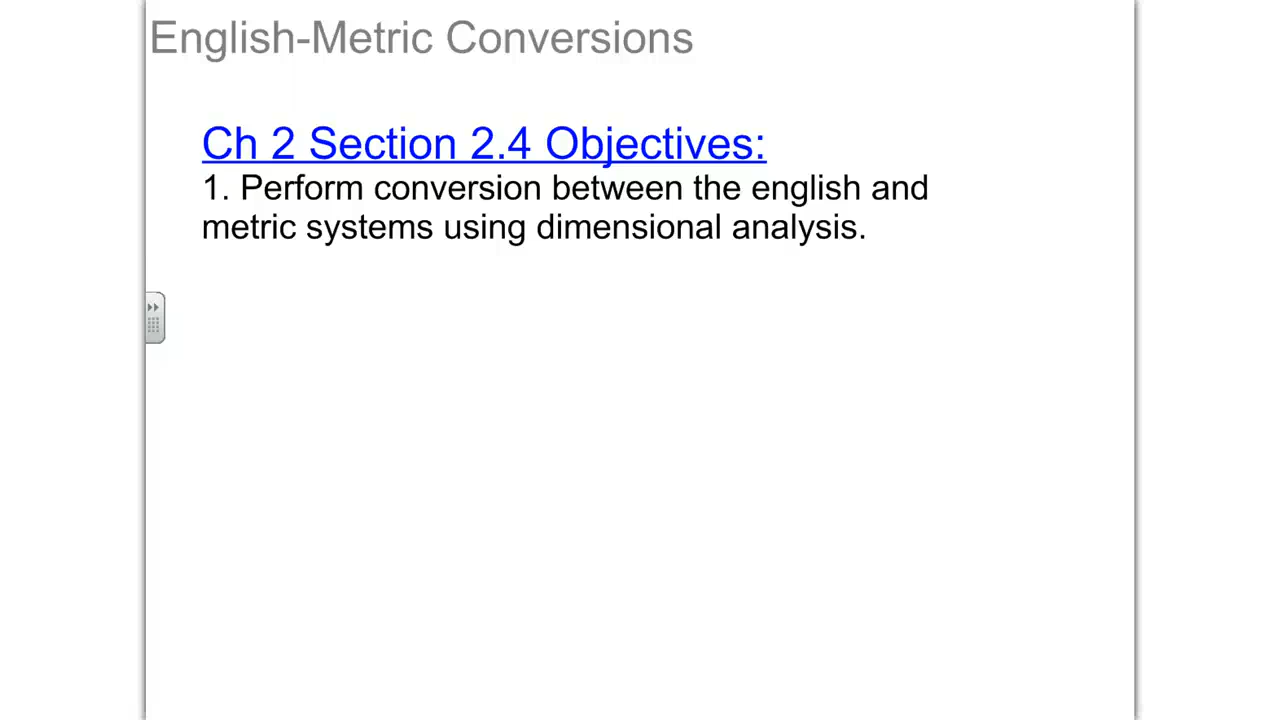 English-Metric Conversions
Ch 2 Section 2.4 Objectives:
1. Perform conversion between the english and
metric systems using dimensional analysis.